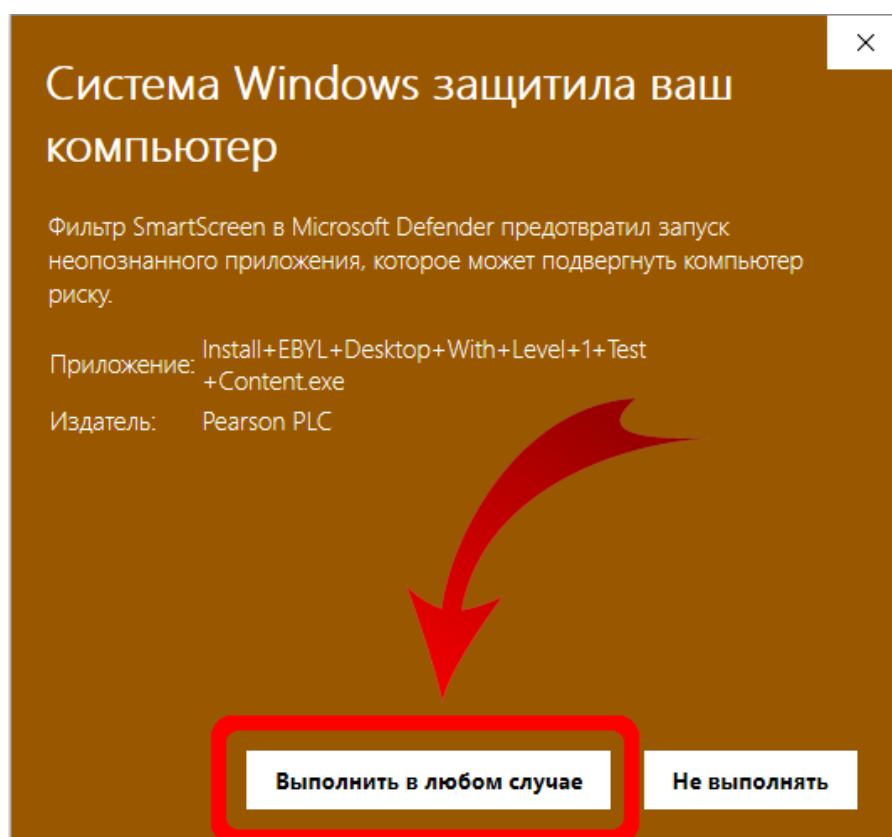 Система Windows защитила ваш
компьютер
Фильтр SmartScreen в Microsoft Defender предотвратил запуск
неопознанного приложения, которое может подвергнуть компьютер
риску.
Приложение: Install+EBYL+Desktop+With+Level+1+Test
+Content.exe
Издатель: Pearson PLC
Выполнить в любом случае Не выполнять